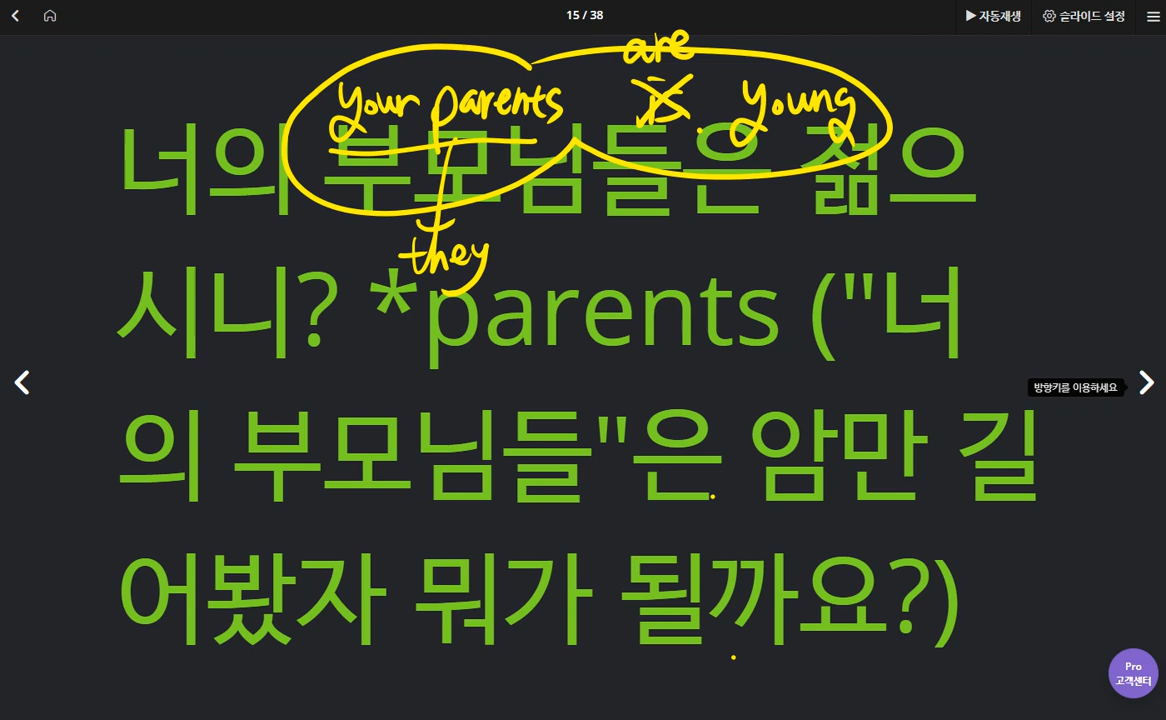 15 / 38
▶ 자동재생
슬라이드 설정
are
your parents is young
너의 부모님들은 젊으
they
시니? *parents ("너
방향키를 이용하세요
의 부모님들"은 암만 길
어봤자 뭐가 될까요?)
Pro
고객센터